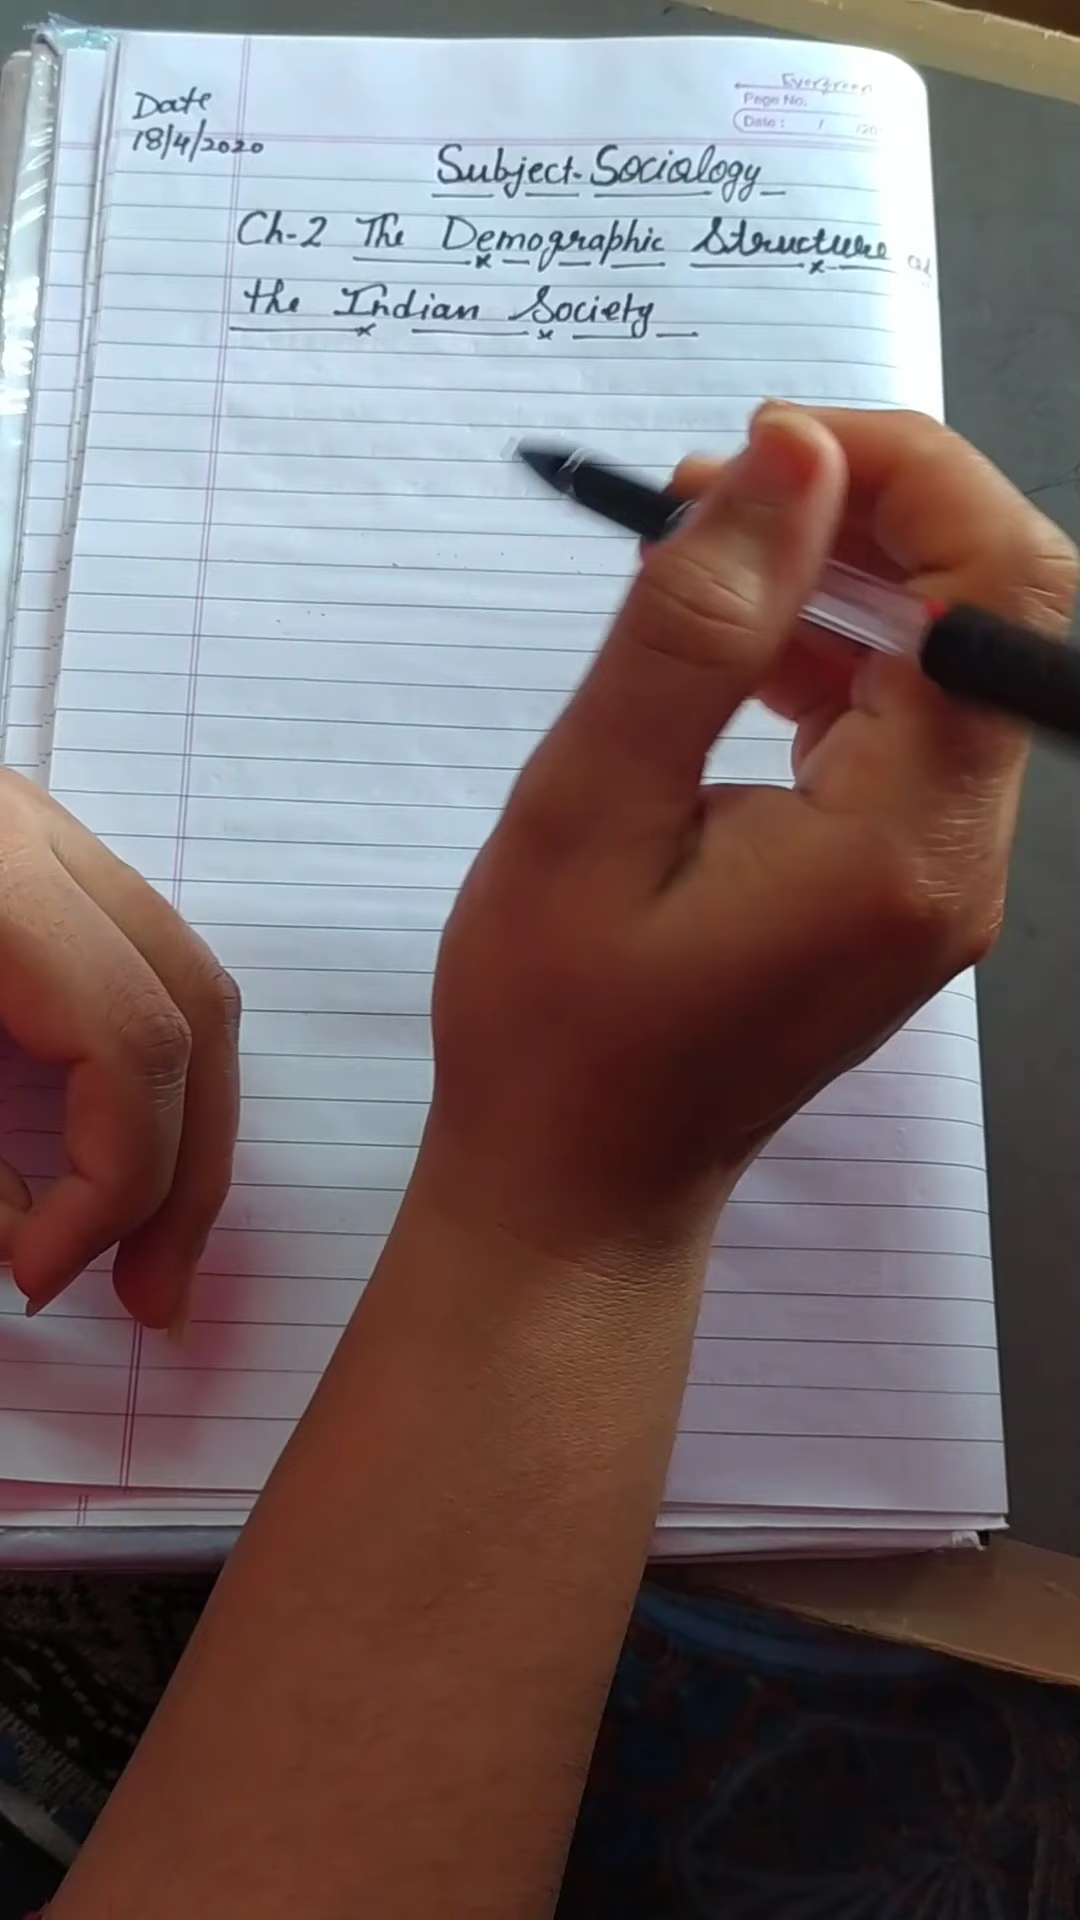 Evergreen
Page No.
Date: / /20
Date
18/4/2020
Subject-Sociology
Ch-2 The Demographic Structure of
the Indian Society